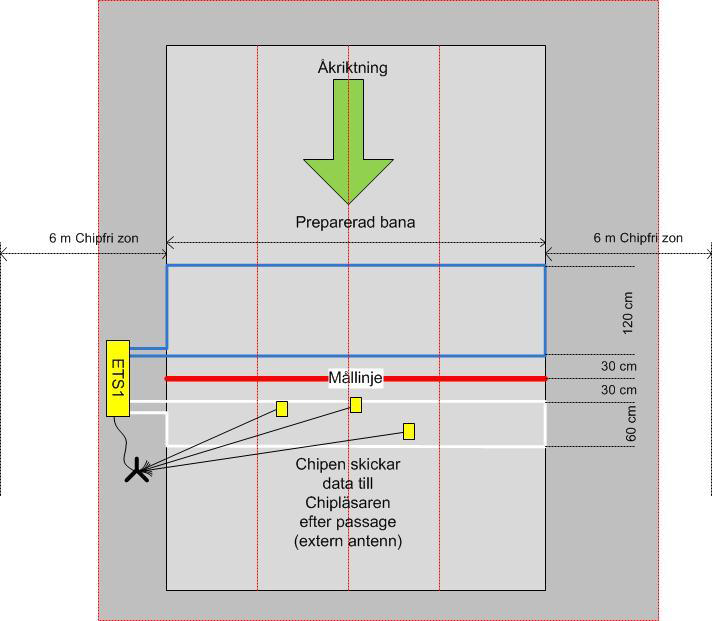 Åkriktning
Preparerad bana
6 m Chipfri zon
6 m Chipfri zon
120 cm
ETS1
30 cm
Mållinje
30 cm
60 cm
Chipen skickar
data till
Chipläsaren
efter passage
(extern antenn)